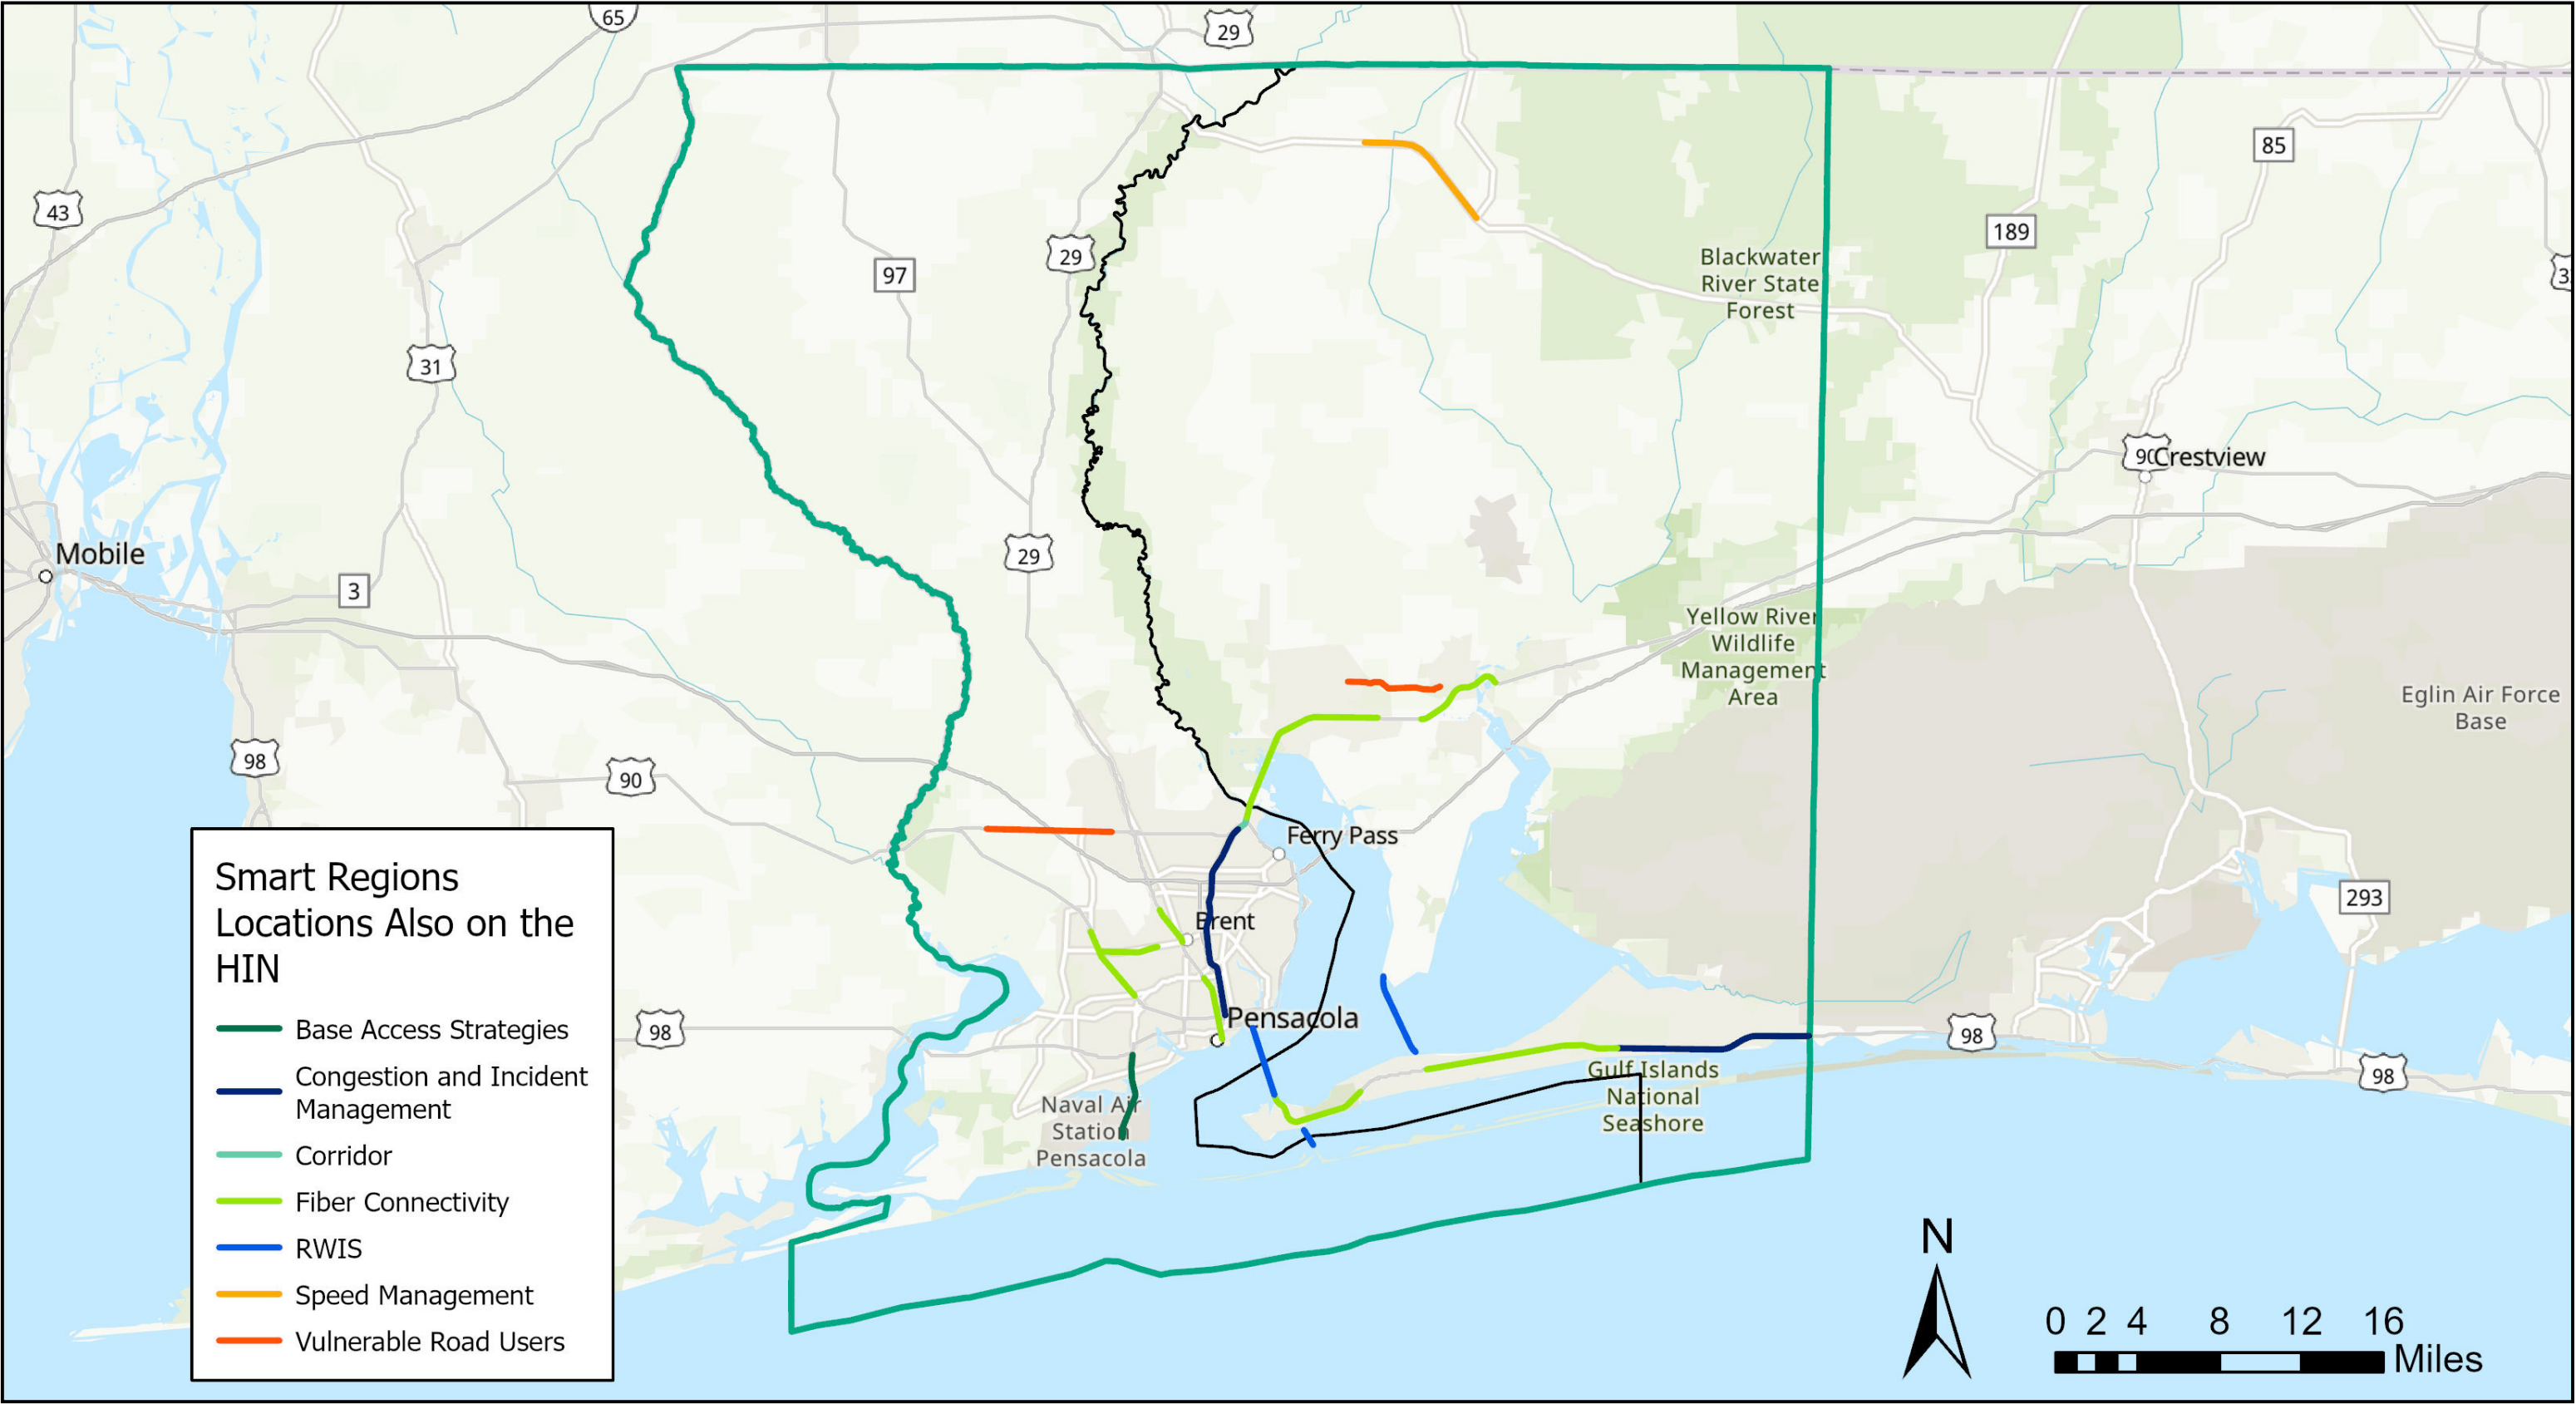 65
29
43
85
189
97
29
31
Blackwater
River State
Forest
90
Crestview
Mobile
29
3
Yellow River
Wildlife
Management
Area
Eglin Air Force
Base
98
90
Ferry Pass
293
Brent
98
Pensacola
98
98
Naval Air
Station
Pensacola
Gulf Islands
National
Seashore
Smart Regions
Locations Also on the
HIN
Base Access Strategies
Congestion and Incident
Management
Corridor
Fiber Connectivity
RWIS
Speed Management
Vulnerable Road Users
N
0 2 4 8 12 16
Miles